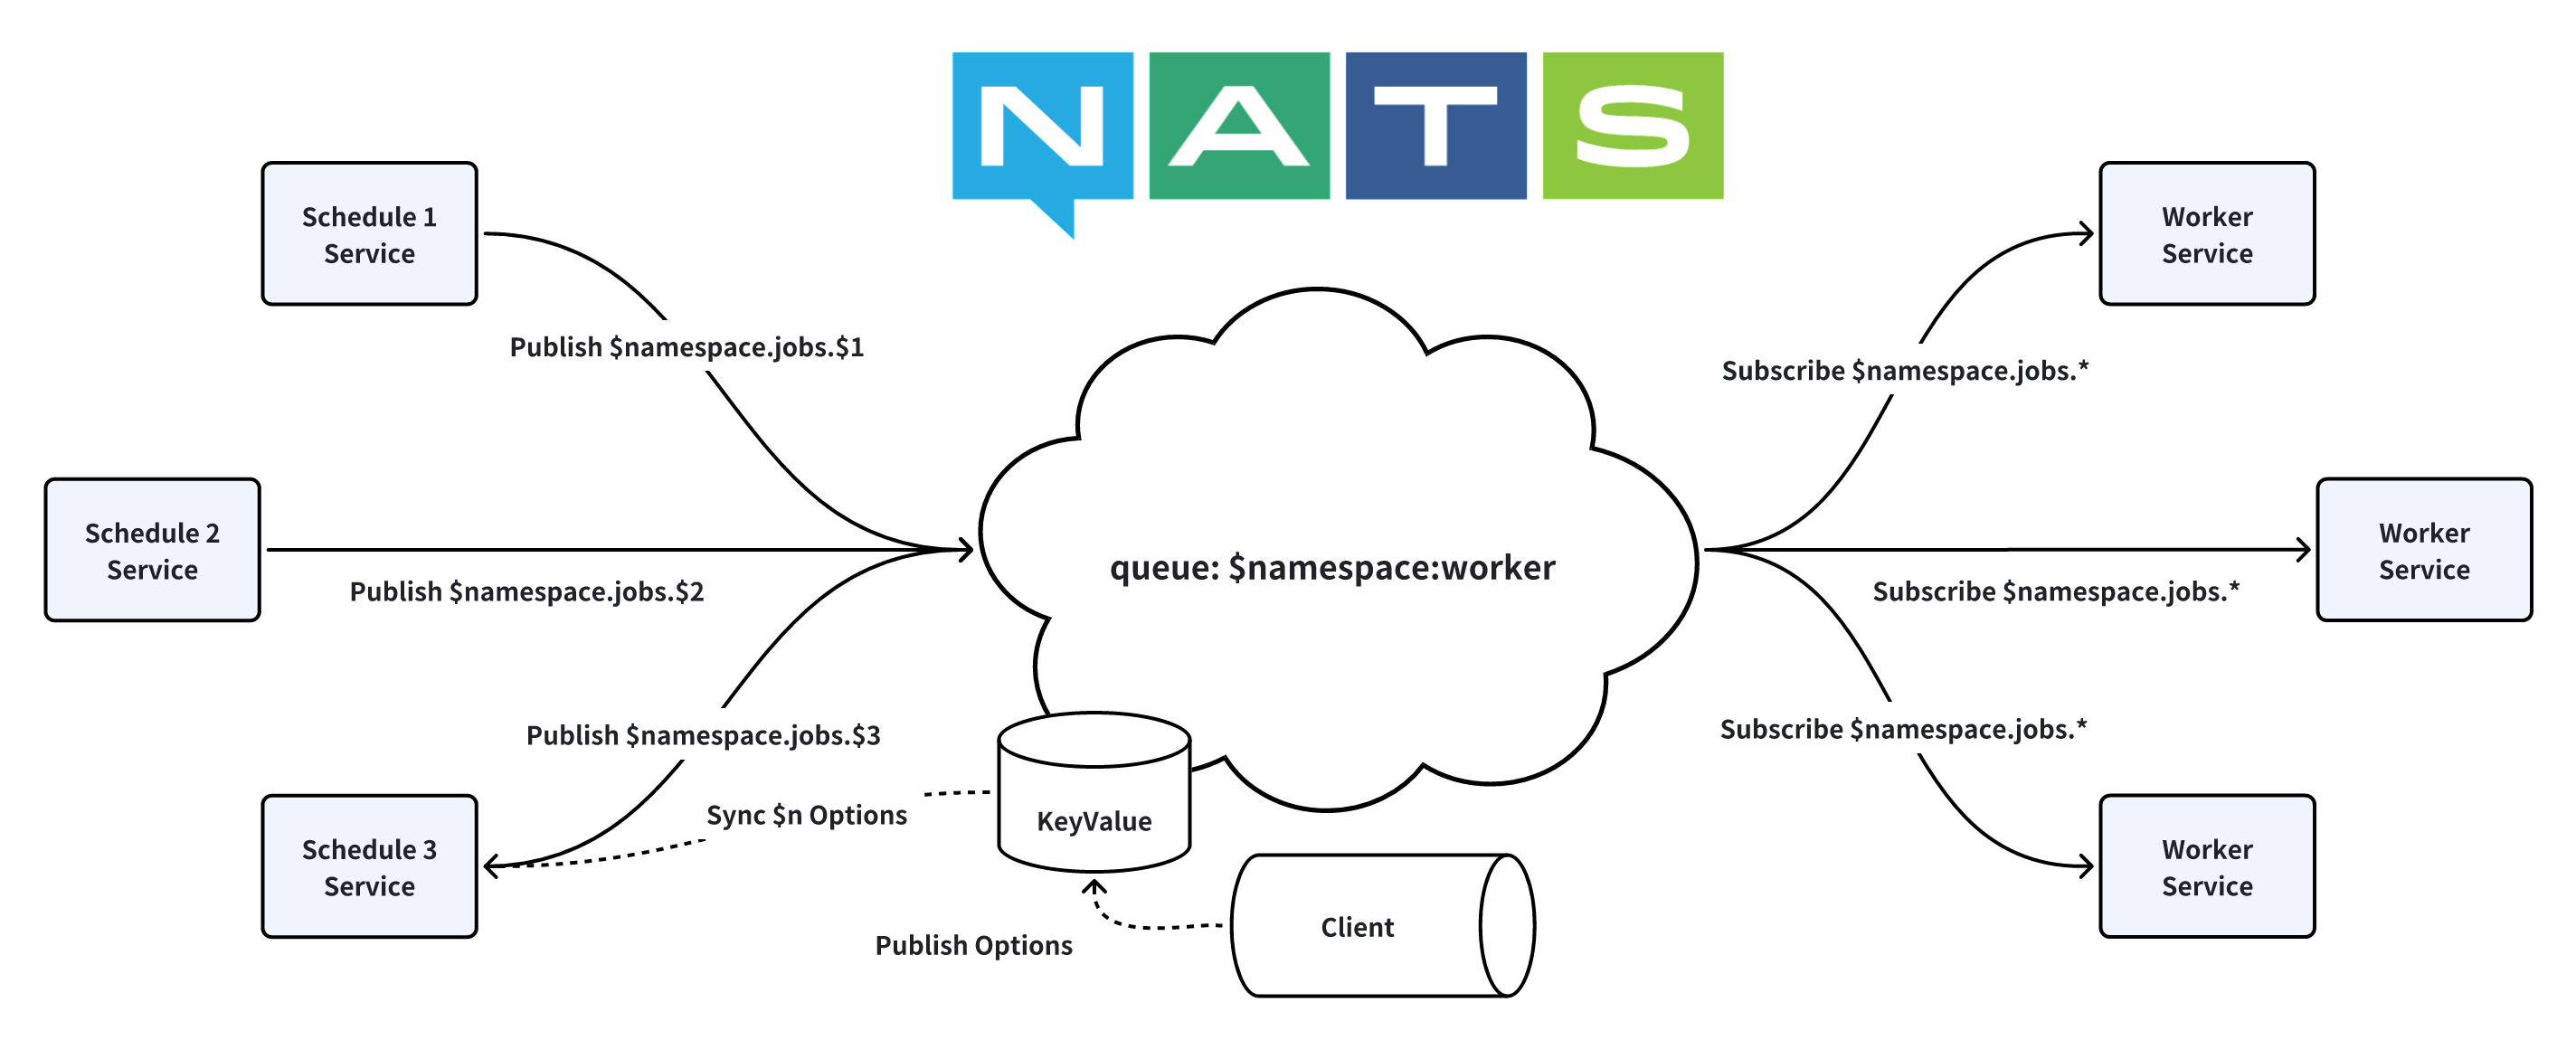 NATS
Schedule 1
Service
Publish $namespace.jobs.$1
Schedule 2
Service
Publish $namespace.jobs.$2
Publish $namespace.jobs.$3
Schedule 3
Service
Sync $n Options
queue: $namespace:worker
KeyValue
Publish Options
Client
Subscribe $namespace.jobs.*
Worker
Service
Subscribe $namespace.jobs.*
Worker
Service
Subscribe $namespace.jobs.*
Worker
Service